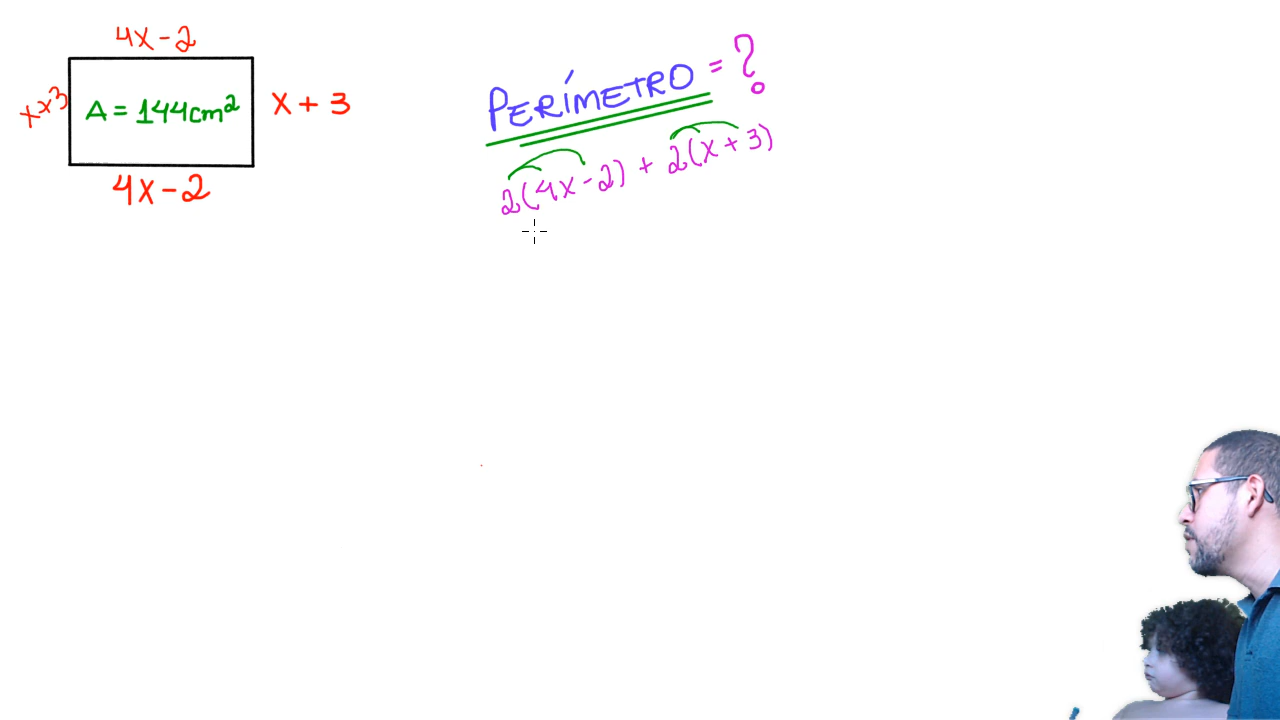 4x - 2
x x 3
A = 144cm²
x + 3
4x - 2
PERÍMETRO = ?
2(4x - 2) + 2(x + 3)